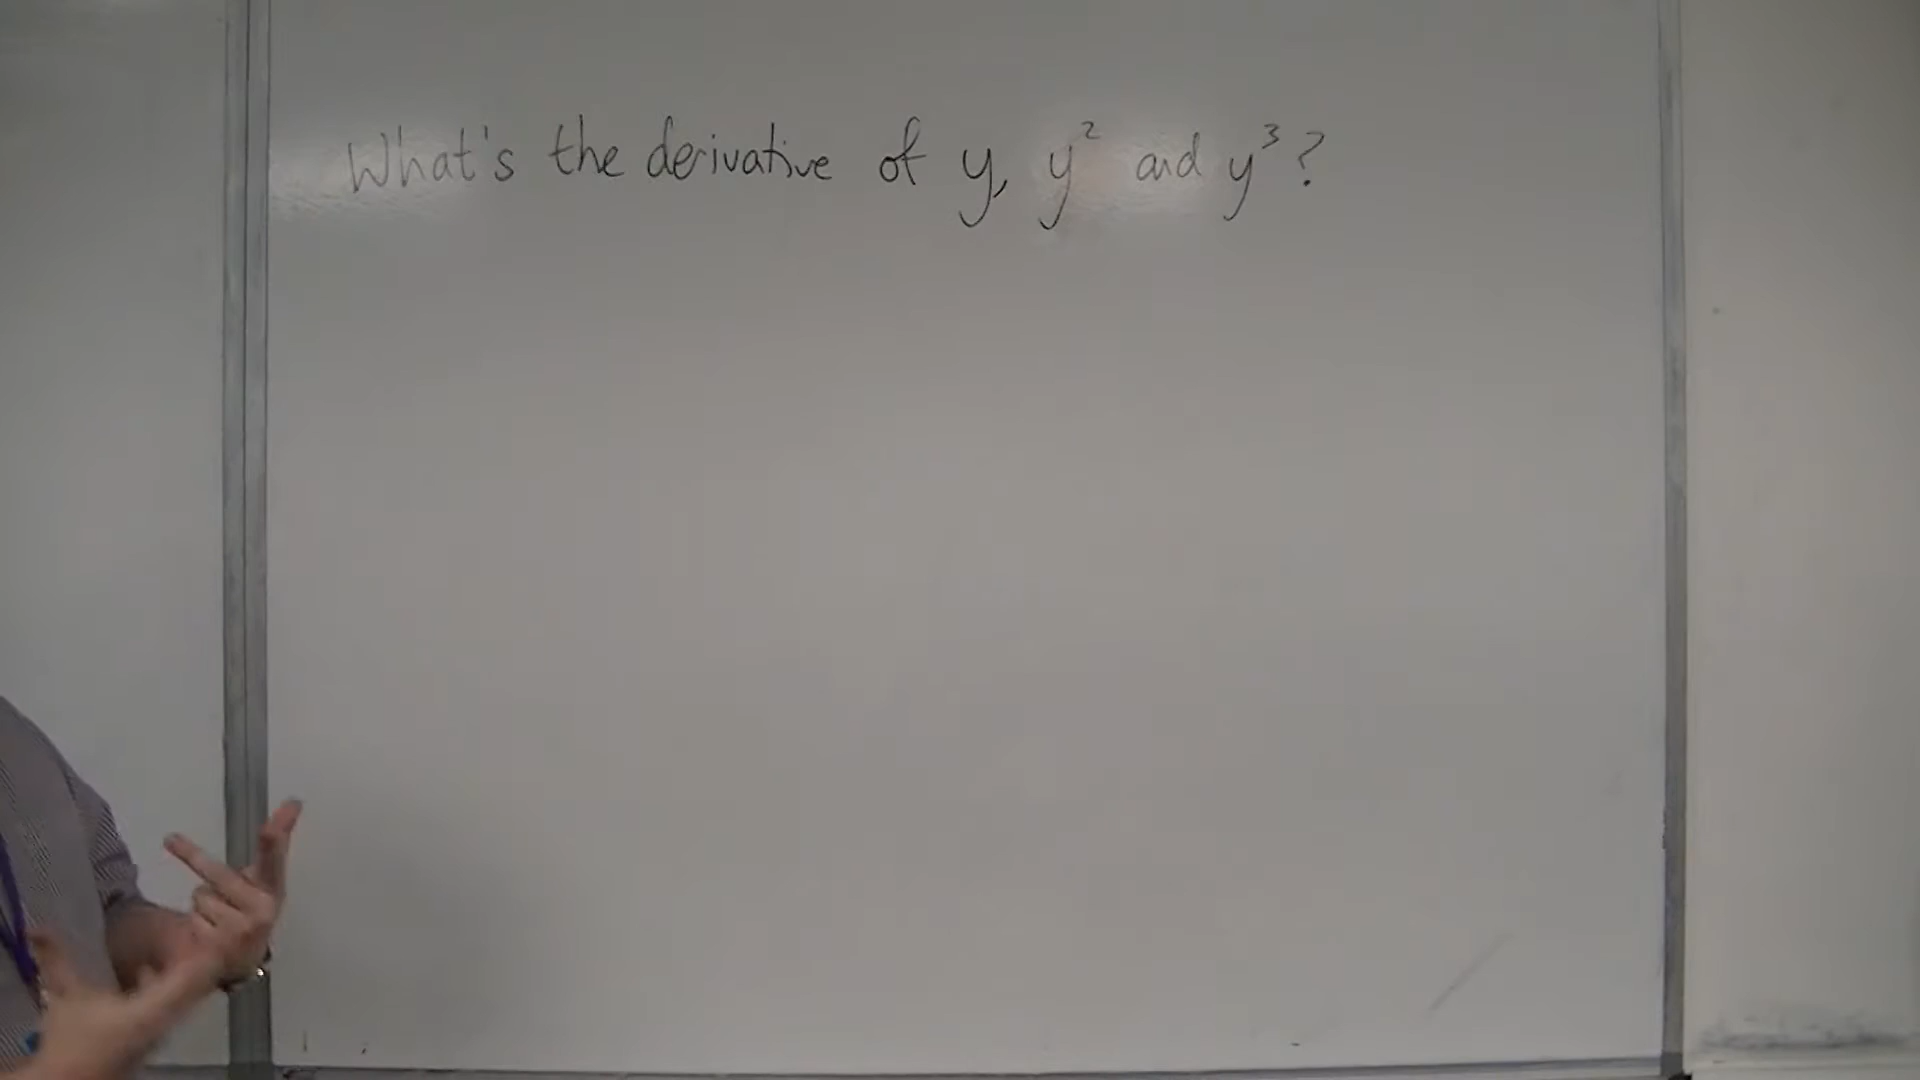 What's the derivative of y, y² and y³?